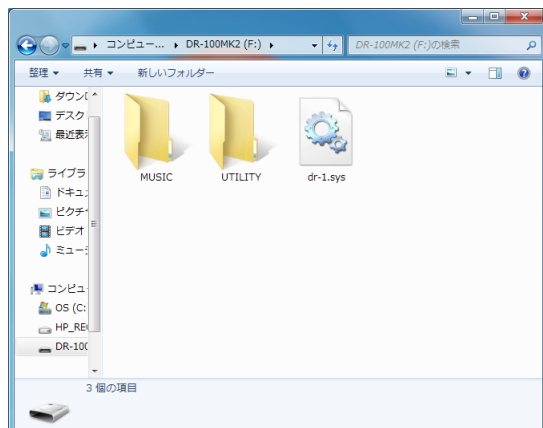 コンピュー... ▸ DR-100MK2 (F:) ▸
DR-100MK2 (F:)の検索
整理 ▼ 共有 ▼ 新しいフォルダー
ダウンロ
デスク
最近表
ライブラ
ドキュ
ピクチ
ビデオ
ミュー
コンピュ
OS (C:
HP_RE
DR-100
MUSIC
UTILITY
dr-1.sys
3 個の項目